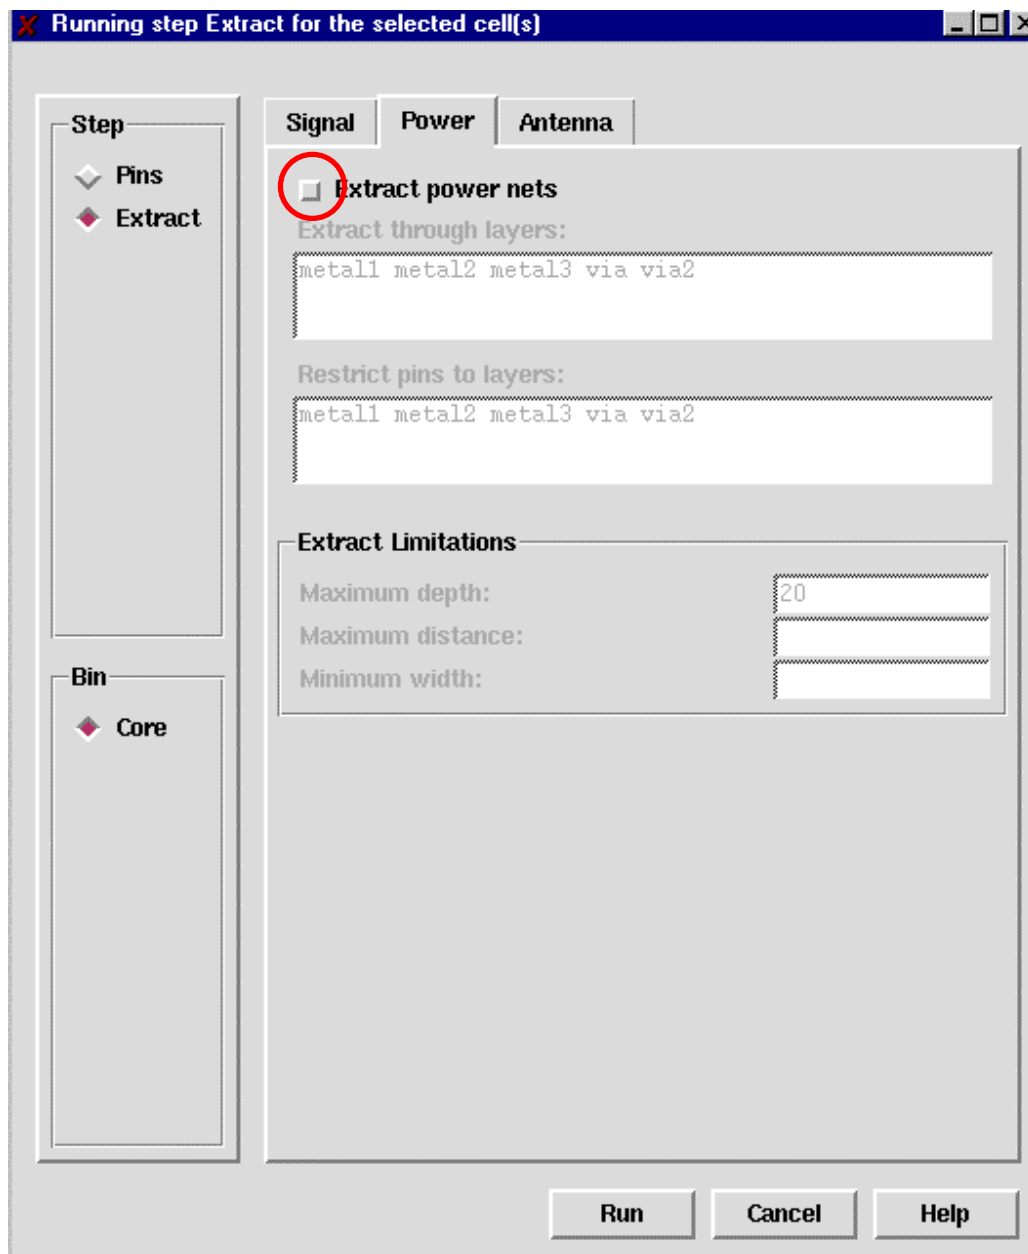 Running step Extract for the selected cell(s)
Step
Pins
Extract
Bin
Core
Signal Power Antenna
Extract power nets
Extract through layers:
metal1 metal2 metal3 via via2
Restrict pins to layers:
metal1 metal2 metal3 via via2
Extract Limitations
Maximum depth: 20
Maximum distance:
Minimum width:
Run Cancel Help